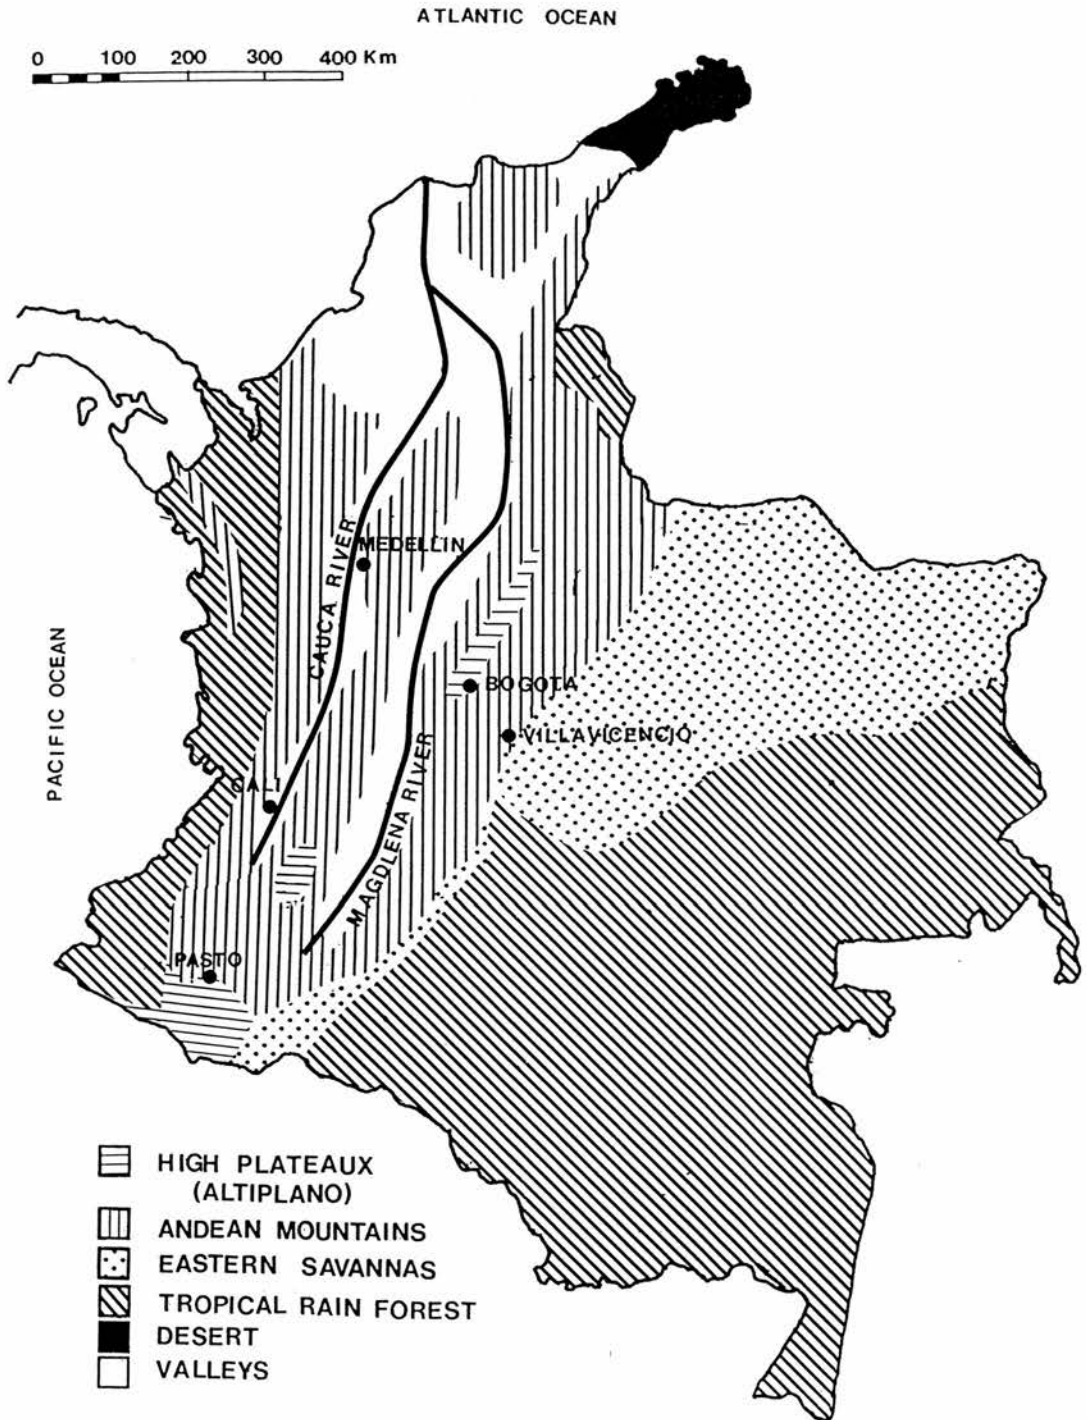 ATLANTIC OCEAN
0 100 200 300 400 Km
MEDELLIN
CAUCA RIVER
PACIFIC OCEAN
BOGOTA
VILLAVICENCIO
CALI
MAGDLENA RIVER
PASTO
HIGH PLATEAUX
(ALTIPLANO)
ANDEAN MOUNTAINS
EASTERN SAVANNAS
TROPICAL RAIN FOREST
DESERT
VALLEYS